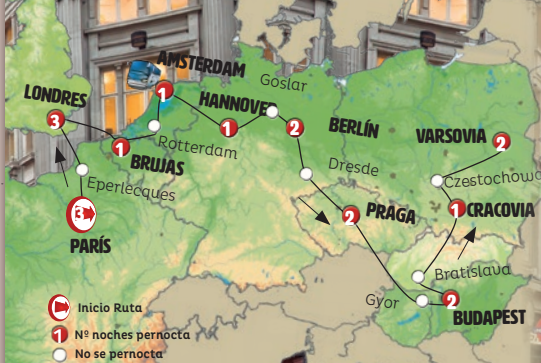 AMSTERDAM
1
Goslar
LONDRES
3
HANNOVER
1
2
BERLÍN
VARSOVIA
2
1
BRUJAS
Rotterdam
Eperlecques
Dresde
Czestochowa
3
PARÍS
2
PRAGA
1
CRACOVIA
Bratislava
Gyor
2
BUDAPEST
Inicio Ruta
1 Nº noches pernocta
No se pernocta